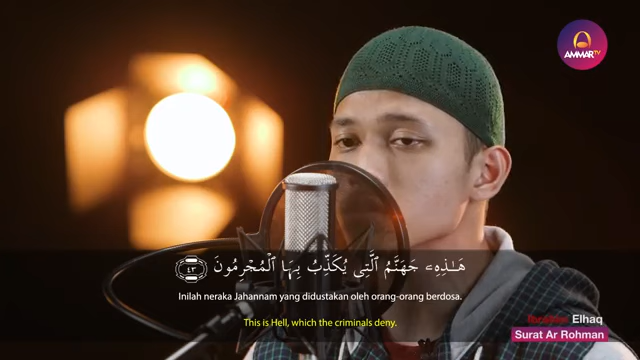 AMMAR TV
هَـٰذِهِۦ جَهَنَّمُ ٱلَّتِى يُكَذِّبُ بِهَا ٱلْمُجْرِمُونَ ٤٣
Inilah neraka Jahannam yang didustakan oleh orang-orang berdosa.
This is Hell, which the criminals deny.
Elhaq
Surat Ar Rohman